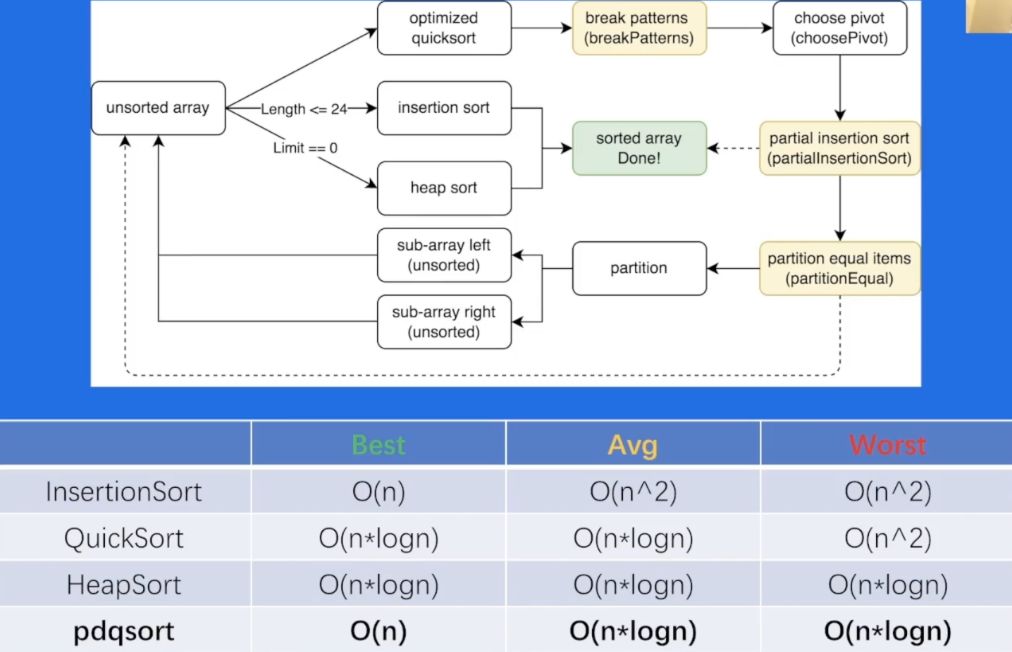 optimized
quicksort
break patterns
(breakPatterns)
choose pivot
(choosePivot)
unsorted array
Length <= 24
insertion sort
Limit == 0
heap sort
sorted array
Done!
partial insertion sort
(partialInsertionSort)
sub-array left
(unsorted)
partition
partition equal items
(partitionEqual)
sub-array right
(unsorted)
Best Avg Worst
InsertionSort O(n) O(n^2) O(n^2)
QuickSort O(n*logn) O(n*logn) O(n^2)
HeapSort O(n*logn) O(n*logn) O(n*logn)
pdqsort O(n) O(n*logn) O(n*logn)